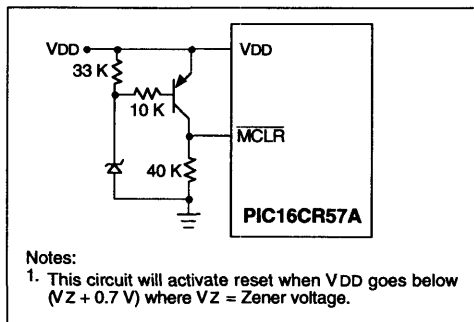 VDD
VDD
33 K
10 K
MCLR
40 K
PIC16CR57A
Notes:
1. This circuit will activate reset when VDD goes below
(VZ + 0.7 V) where VZ = Zener voltage.